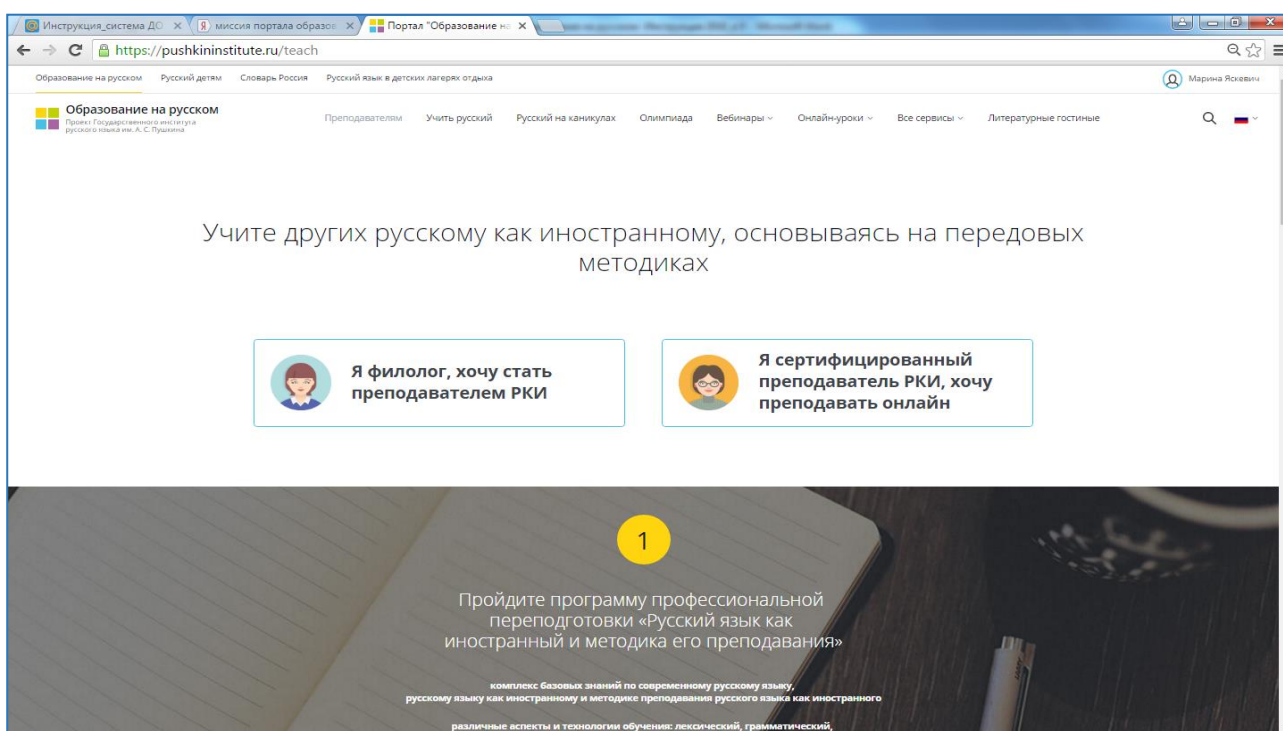 Инструкция_система ДО
миссия портала образов
Портал "Образование на
https://pushkininstitute.ru/teach
Образование на русском Русский детям Словарь Россия Русский язык в детских лагерях отдыха Марина Яскевич
Образование на русском
Проект Государственного института
русского языка им. А. С. Пушкина
Преподавателям Учить русский Русский на каникулах Олимпиада Вебинары Онлайн-уроки Все сервисы Литературные гостиные
Учите других русскому как иностранному, основываясь на передовых
методиках
Я филолог, хочу стать
преподавателем РКИ
Я сертифицированный
преподаватель РКИ, хочу
преподавать онлайн
1
Пройдите программу профессиональной
переподготовки «Русский язык как
иностранный и методика его преподавания»
комплекс базовых знаний по современному русскому языку,
русскому языку как иностранному и методике преподавания русского языка как иностранного
различные аспекты и технологии обучения: лексический, грамматический,